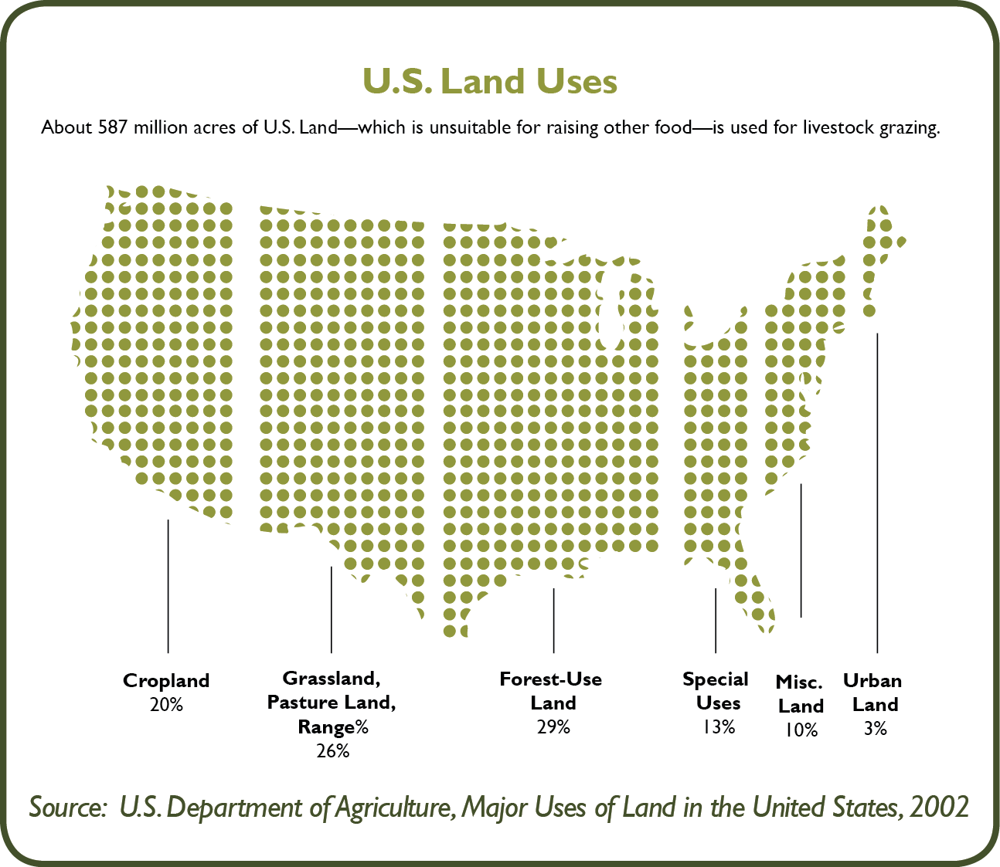 U.S. Land Uses
About 587 million acres of U.S. Land—which is unsuitable for raising other food—is used for livestock grazing.
Cropland
20%
Grassland,
Pasture Land,
Range%
26%
Forest-Use
Land
29%
Special
Uses
13%
Misc.
Land
10%
Urban
Land
3%
Source: U.S. Department of Agriculture, Major Uses of Land in the United States, 2002